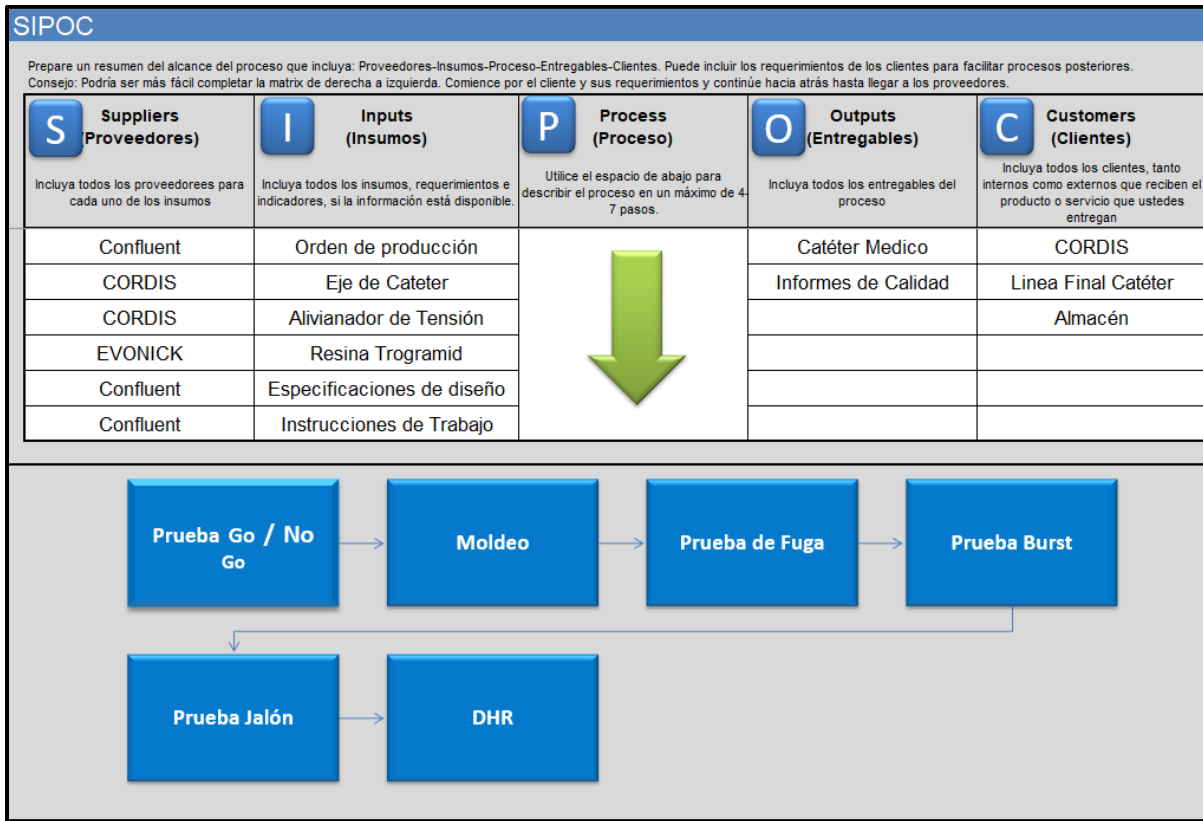 SIPOC
Prepare un resumen del alcance del proceso que incluya: Proveedores-Insumos-Proceso-Entregables-Clientes. Puede incluir los requerimientos de los clientes para facilitar procesos posteriores.
Consejo: Podría ser más fácil completar la matriz de derecha a izquierda. Comience por el cliente y sus requerimientos y continúe hacia atrás hasta llegar a los proveedores.
S
Suppliers
(Proveedores)
Incluya todos los proveedorees para
cada uno de los insumos
I
Inputs
(Insumos)
Incluya todos los insumos, requerimientos e
indicadores, si la información está disponible.
P
Process
(Proceso)
Utilice el espacio de abajo para
describir el proceso en un máximo de 4-
7 pasos.
O
Outputs
(Entregables)
Incluya todos los entregables del
proceso
C
Customers
(Clientes)
Incluya todos los clientes, tanto
internos como externos que reciben el
producto o servicio que ustedes
entregan
Confluent
Orden de producción
Catéter Medico
CORDIS
CORDIS
Eje de Cateter
Informes de Calidad
Linea Final Catéter
CORDIS
Alivianador de Tensión
Almacén
EVONICK
Resina Trogramid
Confluent
Especificaciones de diseño
Confluent
Instrucciones de Trabajo
Prueba Go / No
Go
Moldeo
Prueba de Fuga
Prueba Burst
Prueba Jalón
DHR